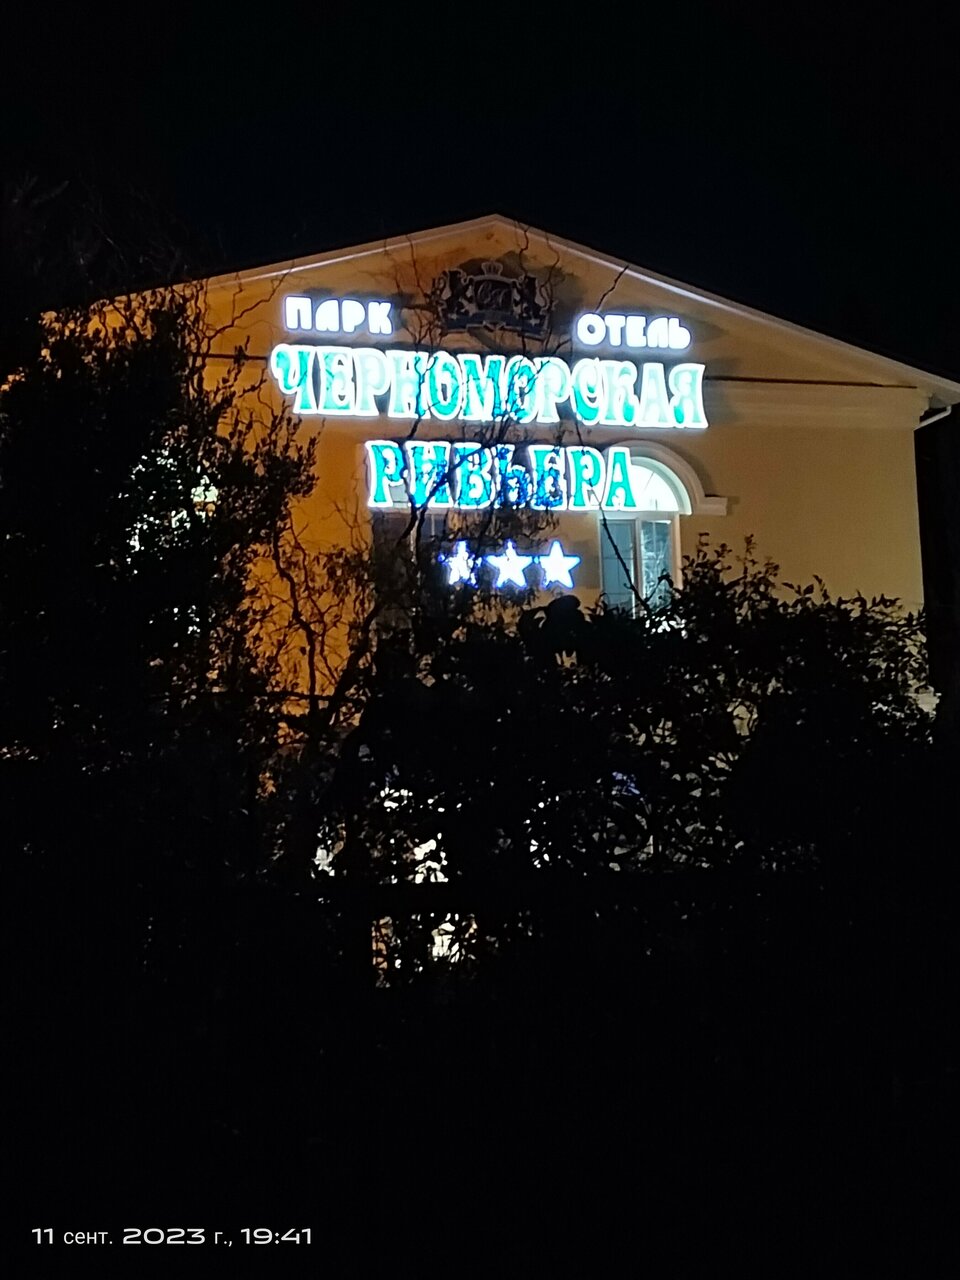 ПАРК ОТЕЛЬ
ЧЕРНОМОРСКАЯ
РИВЬЕРА
11 сент. 2023 г., 19:41